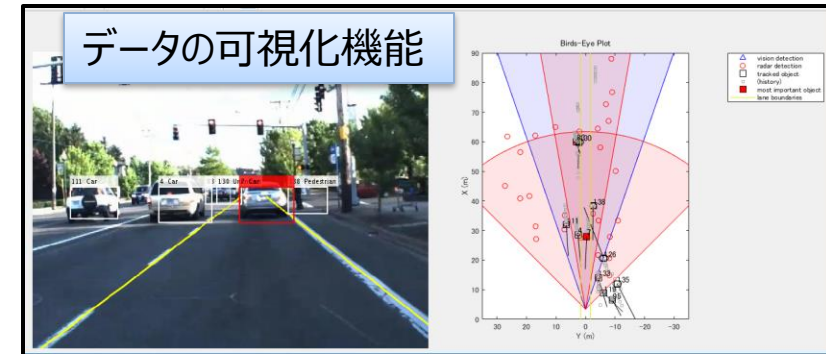 データの可視化機能
111 Car
4 Car
Car
Pedestrian
Birds-Eye Plot
vision detection
radar detection
tracked object
(history)
most important object
lane boundaries
X (m)
90
80
70
60
50
40
30
20
10
0
30 20 10 0 -10 -20 -30
Y (m)